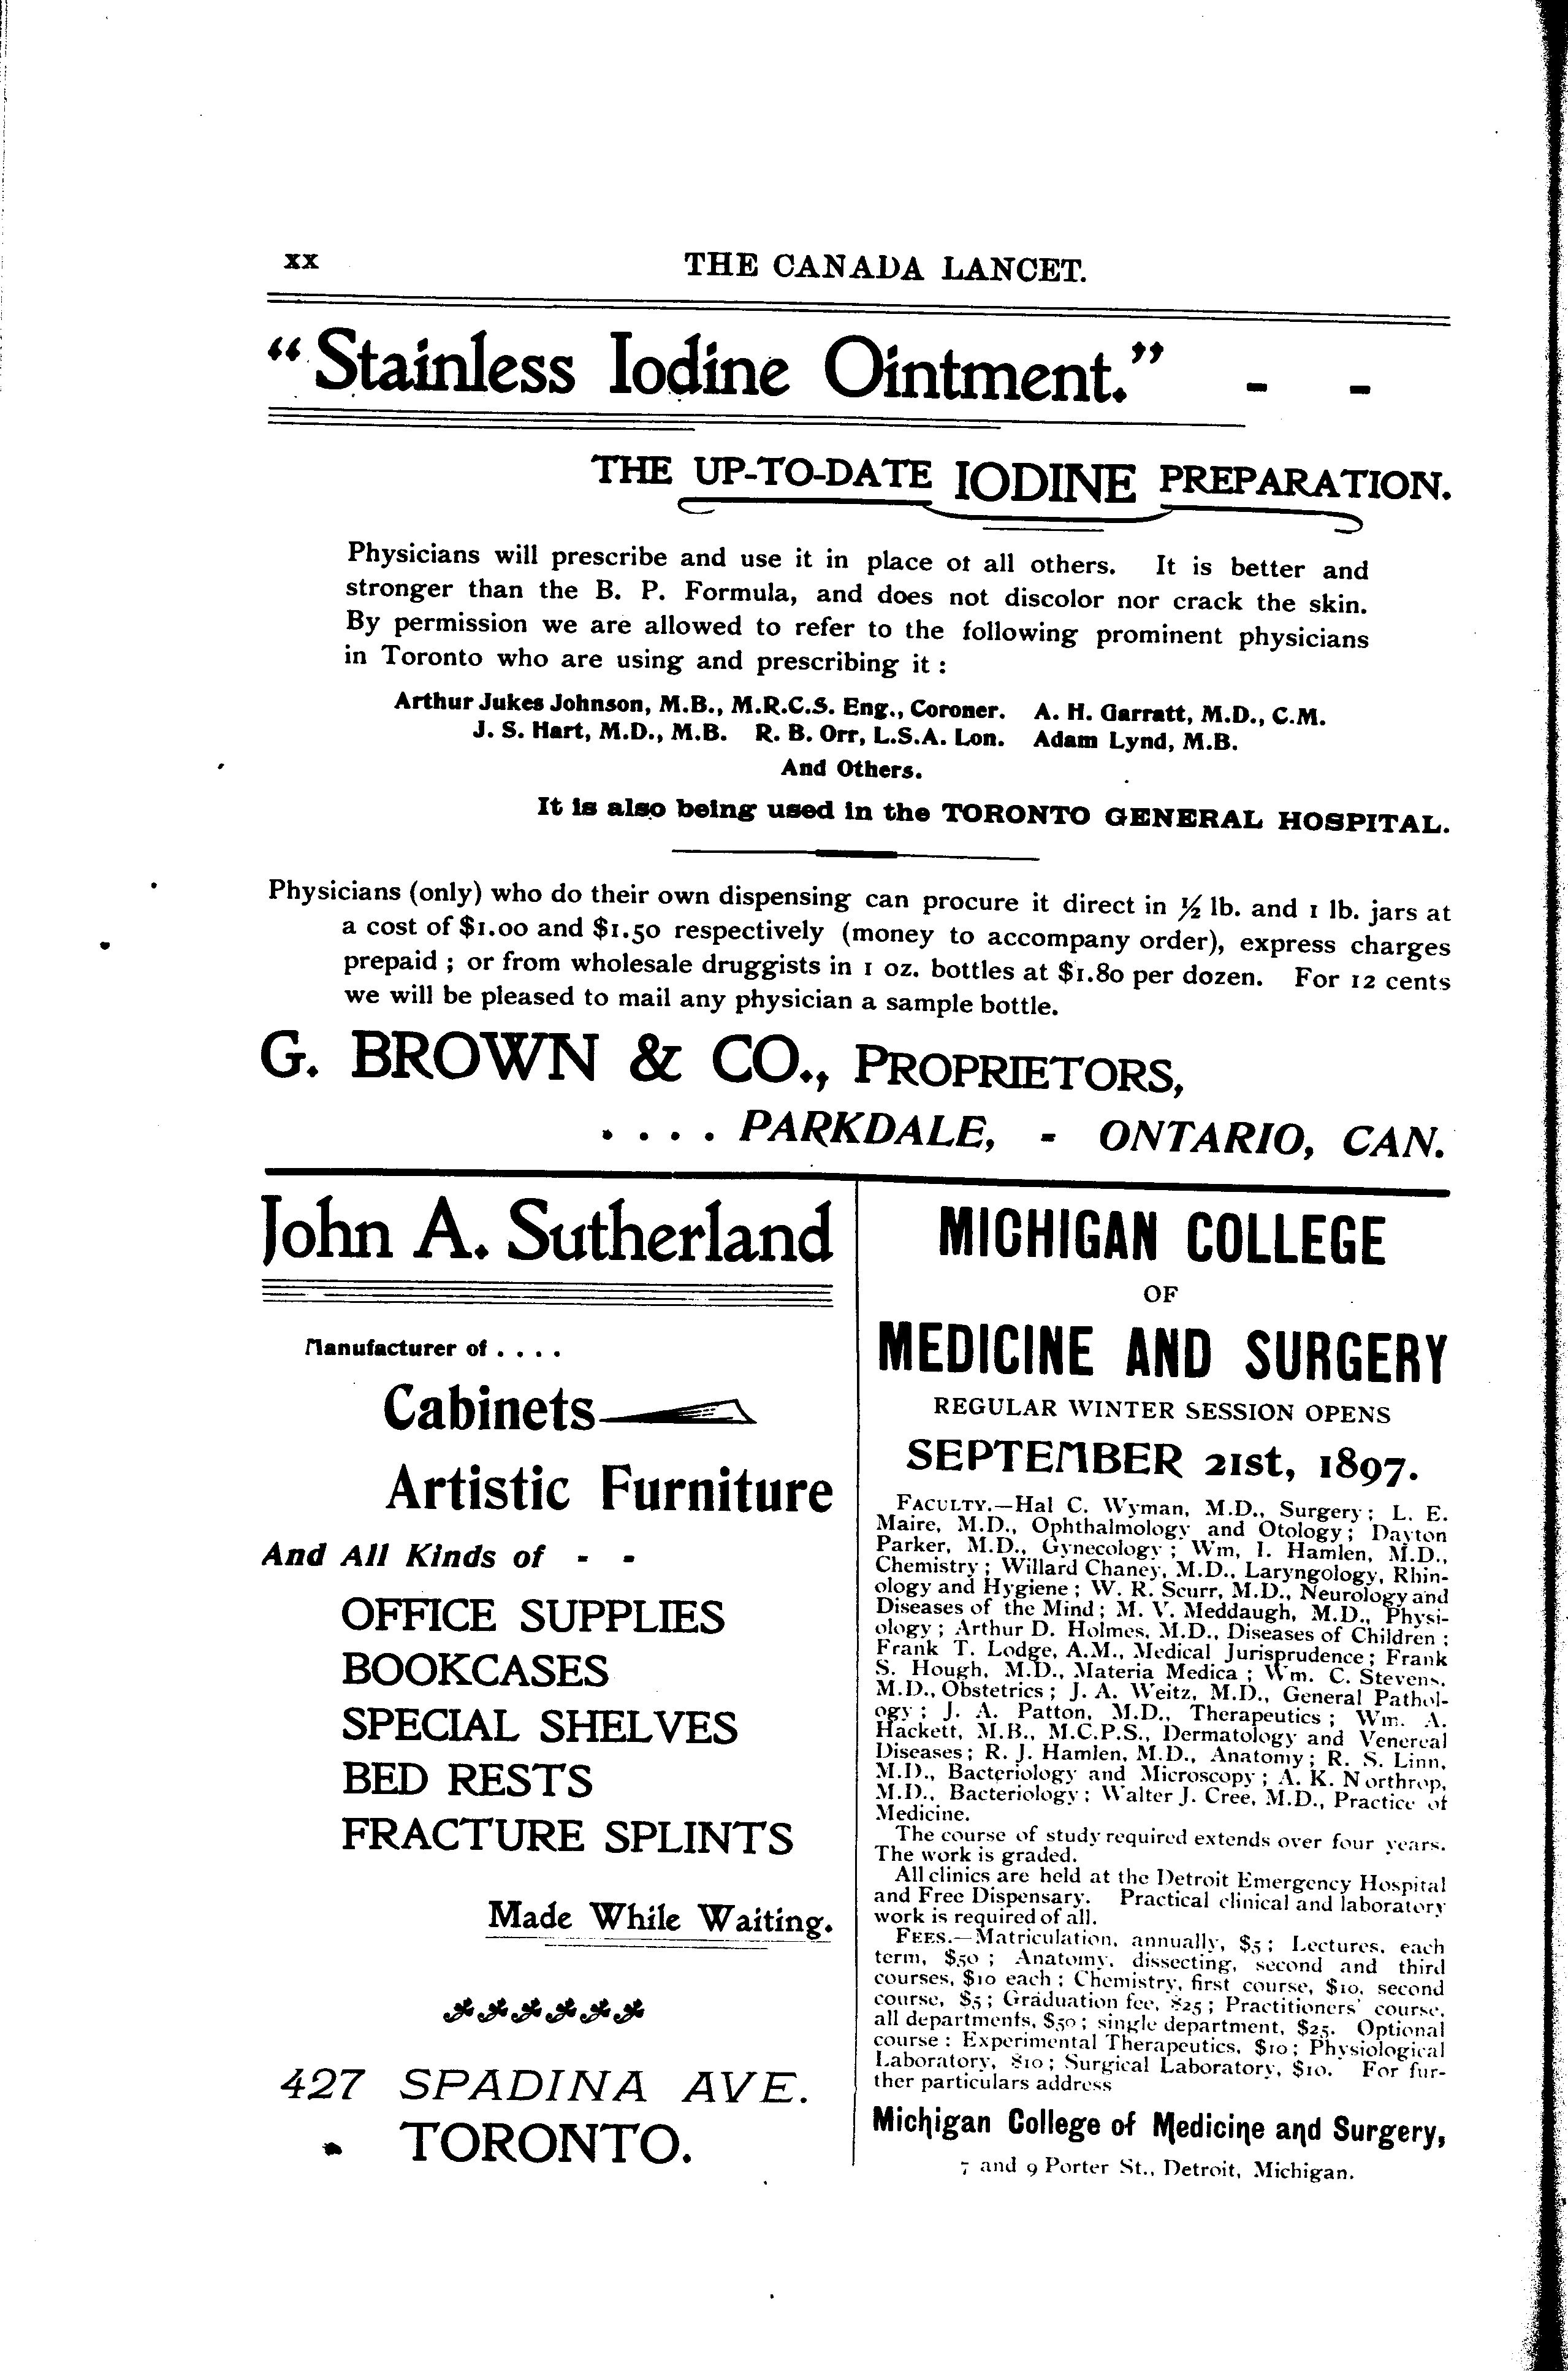 xx THE CANADA LANCET.
“Stainless Iodine Ointment.” - -
THE UP-TO-DATE IODINE PREPARATION.
Physicians will prescribe and use it in place of all others. It is better and
stronger than the B. P. Formula, and does not discolor nor crack the skin.
By permission we are allowed to refer to the following prominent physicians
in Toronto who are using and prescribing it :
Arthur Jukes Johnson, M.B., M.R.C.S. Eng., Coroner. A. H. Garratt, M.D., C.M.
J. S. Hart, M.D., M.B. R. B. Orr, L.S.A. Lon. Adam Lynd, M.B.
And Others.
It is also being used in the TORONTO GENERAL HOSPITAL.
Physicians (only) who do their own dispensing can procure it direct in ½ lb. and 1 lb. jars at
a cost of $1.00 and $1.50 respectively (money to accompany order), express charges
prepaid ; or from wholesale druggists in 1 oz. bottles at $1.80 per dozen. For 12 cents
we will be pleased to mail any physician a sample bottle.
G. BROWN & CO., PROPRIETORS,
. . . . PARKDALE, - ONTARIO, CAN.
John A. Sutherland
Manufacturer of . . . .
Cabinets
Artistic Furniture
And All Kinds of - -
OFFICE SUPPLIES
BOOKCASES
SPECIAL SHELVES
BED RESTS
FRACTURE SPLINTS
Made While Waiting.
427 SPADINA AVE.
TORONTO.
MICHIGAN COLLEGE
OF
MEDICINE AND SURGERY
REGULAR WINTER SESSION OPENS
SEPTEMBER 21st, 1897.
FACULTY.—Hal C. Wyman, M.D., Surgery ; L. E.
Maire, M.D., Ophthalmology and Otology ; Dayton
Parker, M.D., Gynecology ; Wm, I. Hamlen, M.D.,
Chemistry ; Willard Chaney, M.D., Laryngology, Rhin-
ology and Hygiene ; W. R. Scurr, M.D., Neurology and
Diseases of the Mind ; M. V. Meddaugh, M.D., Physi-
ology ; Arthur D. Holmes, M.D., Diseases of Children ;
Frank T. Lodge, A.M., Medical Jurisprudence ; Frank
S. Hough, M.D., Materia Medica ; Wm. C. Stevens,
M.D., Obstetrics ; J. A. Weitz, M.D., General Pathol-
ogy ; J. A. Patton, M.D., Therapeutics ; Wm. A.
Hackett, M.B., M.C.P.S., Dermatology and Venereal
Diseases ; R. J. Hamlen, M.D., Anatomy ; R. S. Linn,
M.D., Bacteriology and Microscopy ; A. K. Northrop,
M.D., Bacteriology ; Walter J. Cree, M.D., Practice of
Medicine.
The course of study required extends over four years.
The work is graded.
All clinics are held at the Detroit Emergency Hospital
and Free Dispensary. Practical clinical and laboratory
work is required of all.
FEES.—Matriculation, annually, $5 ; Lectures, each
term, $50 ; Anatomy, dissecting, second and third
courses, $10 each ; Chemistry, first course, $10, second
course, $5 ; Graduation fee, $25 ; Practitioners' course,
all departments, $50 ; single department, $25. Optional
course : Experimental Therapeutics, $10 ; Physiological
Laboratory, $10 ; Surgical Laboratory, $10. For fur-
ther particulars address
Michigan College of Medicine and Surgery,
7 and 9 Porter St., Detroit, Michigan.